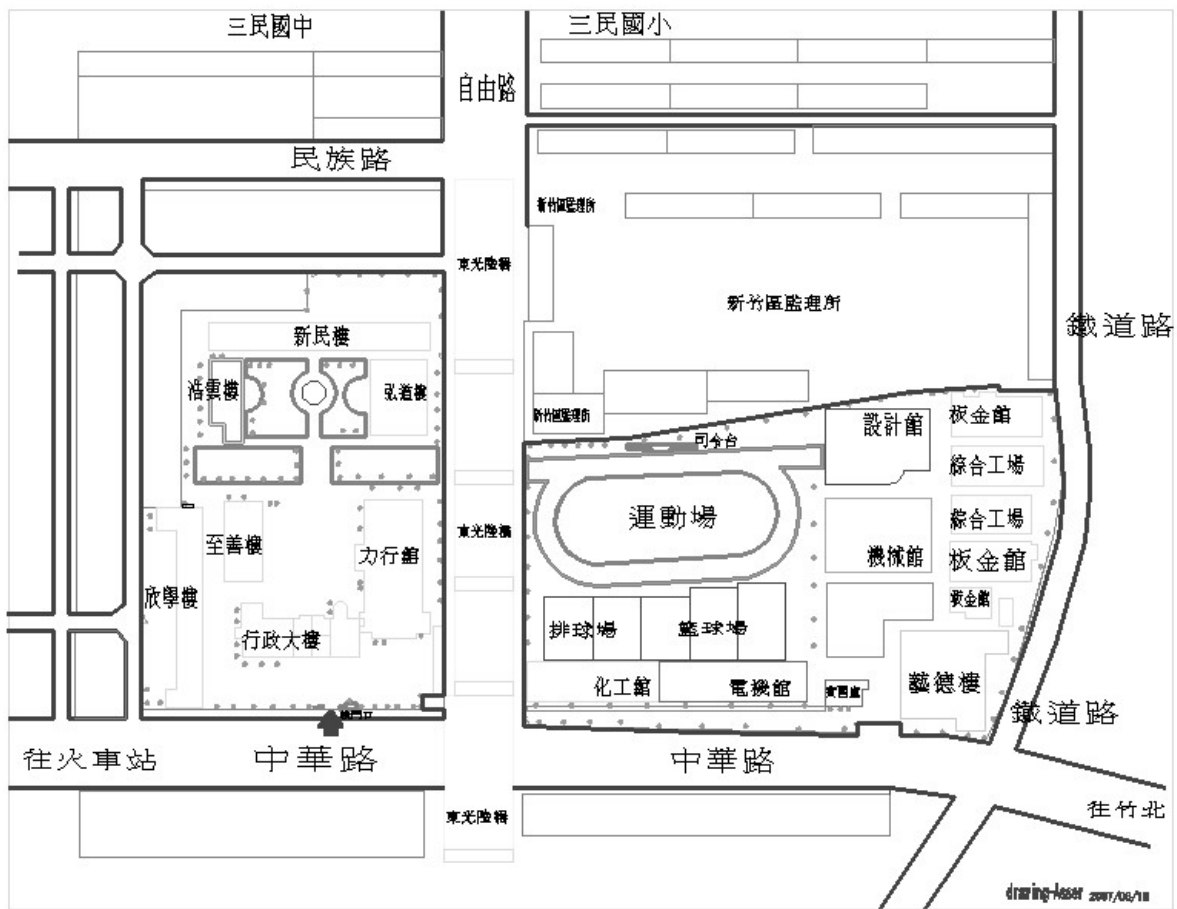 三民國中
三民國小
自由路
民族路
新竹區監理所
東光陸橋
新竹區監理所
鐵道路
新民樓
浩雲樓
弘道樓
新竹區監理所
設計館
板金館
司令台
綜合工場
運動場
綜合工場
東光陸橋
至善樓
力行館
機械館
板金館
欣學樓
鈑金館
排球場
籃球場
行政大樓
化工館
電機館
藝德樓
鐵道路
往火車站
中華路
中華路
往竹北
東光陸橋
2007/06/18